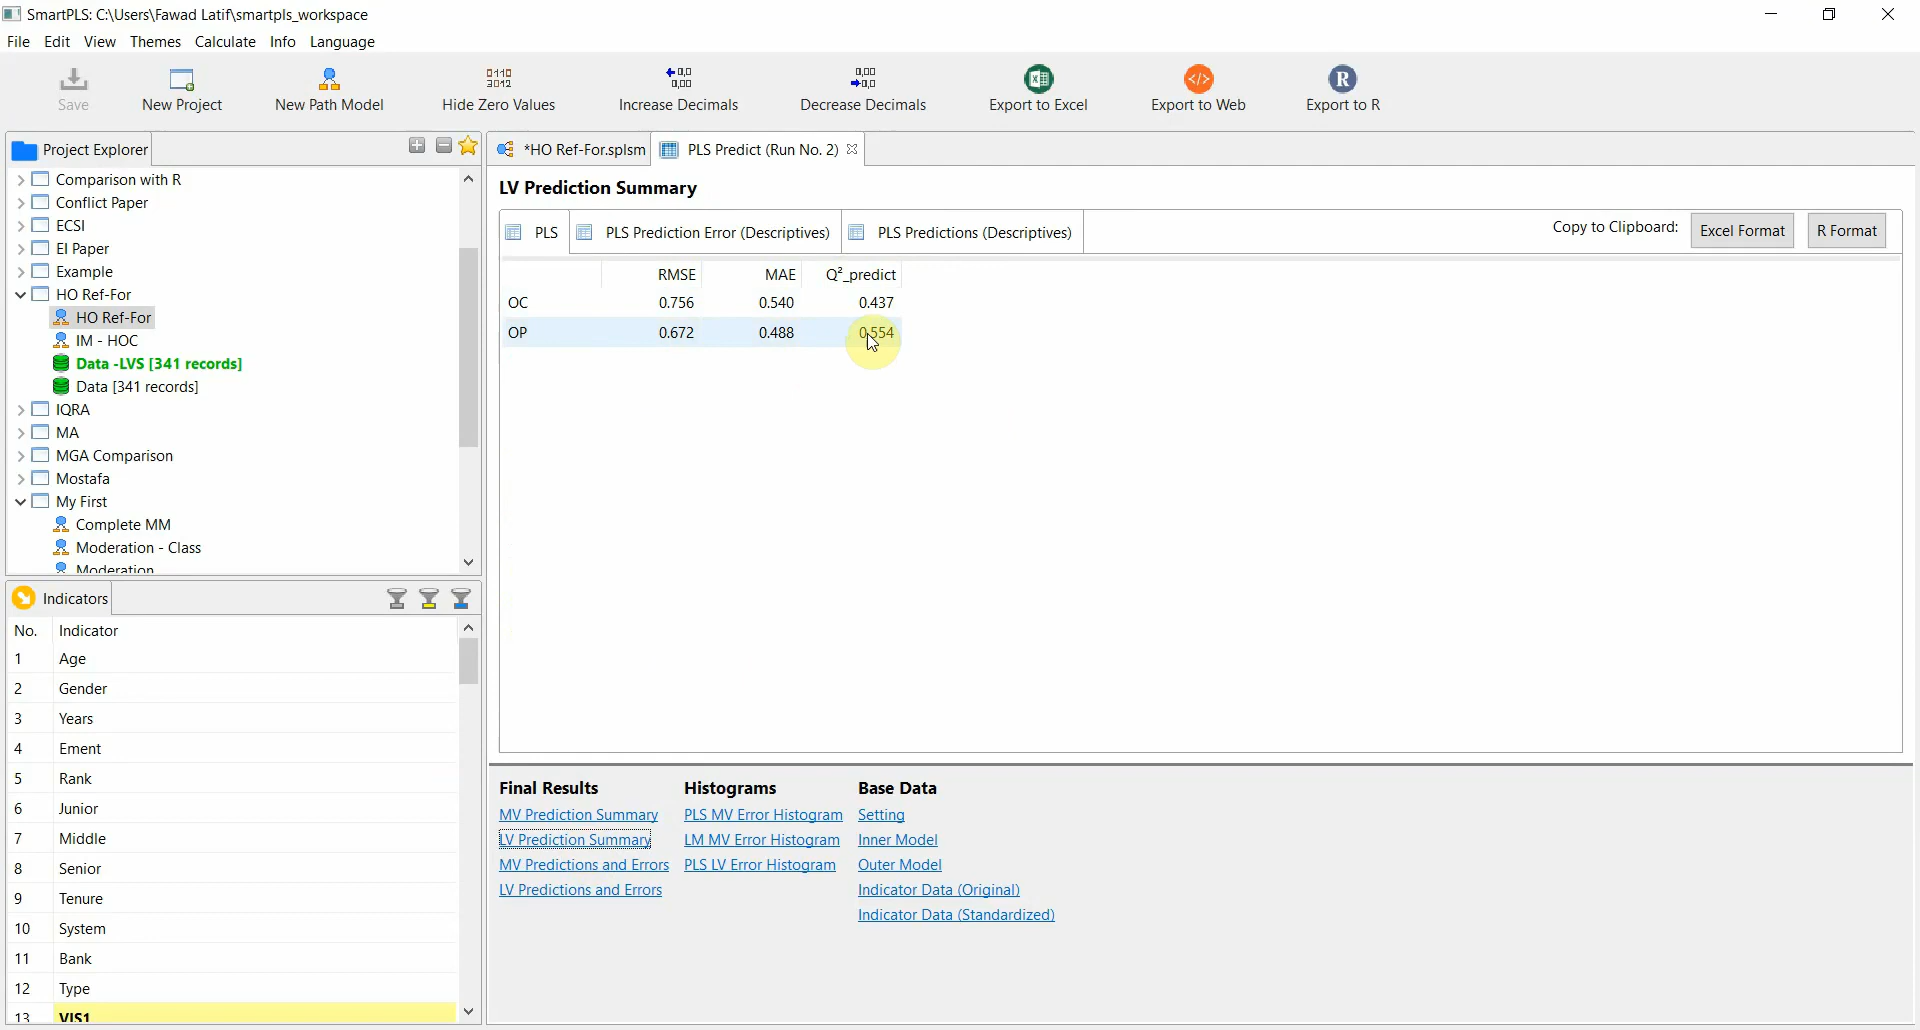 SmartPLS: C:\Users\Fawad Latif\smartpls_workspace
File Edit View Themes Calculate Info Language
Save New Project New Path Model Hide Zero Values Increase Decimals Decrease Decimals Export to Excel Export to Web Export to R
Project Explorer
Comparison with R
Conflict Paper
ECSI
EI Paper
Example
HO Ref-For
HO Ref-For
IM - HOC
Data -LVS [341 records]
Data [341 records]
IQRA
MA
MGA Comparison
Mostafa
My First
Complete MM
Moderation - Class
Moderation
Indicators
No. Indicator
1 Age
2 Gender
3 Years
4 Ement
5 Rank
6 Junior
7 Middle
8 Senior
9 Tenure
10 System
11 Bank
12 Type
13 VIS1
*HO Ref-For.splsm PLS Predict (Run No. 2)
LV Prediction Summary
PLS PLS Prediction Error (Descriptives) PLS Predictions (Descriptives) Copy to Clipboard: Excel Format R Format
RMSE MAE Q²_predict
OC 0.756 0.540 0.437
OP 0.672 0.488 0.554
Final Results Histograms Base Data
MV Prediction Summary PLS MV Error Histogram Setting
LV Prediction Summary LM MV Error Histogram Inner Model
MV Predictions and Errors PLS LV Error Histogram Outer Model
LV Predictions and Errors Indicator Data (Original)
Indicator Data (Standardized)